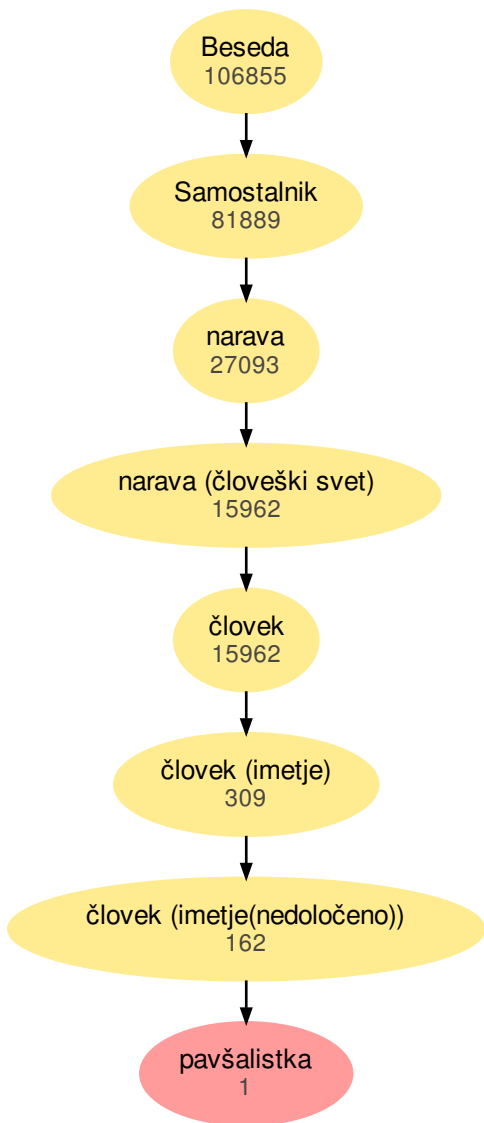 Beseda
106855
Samostalnik
81889
narava
27093
narava (človeški svet)
15962
človek
15962
človek (imetje)
309
človek (imetje(nedoločeno))
162
pavšalistka
1